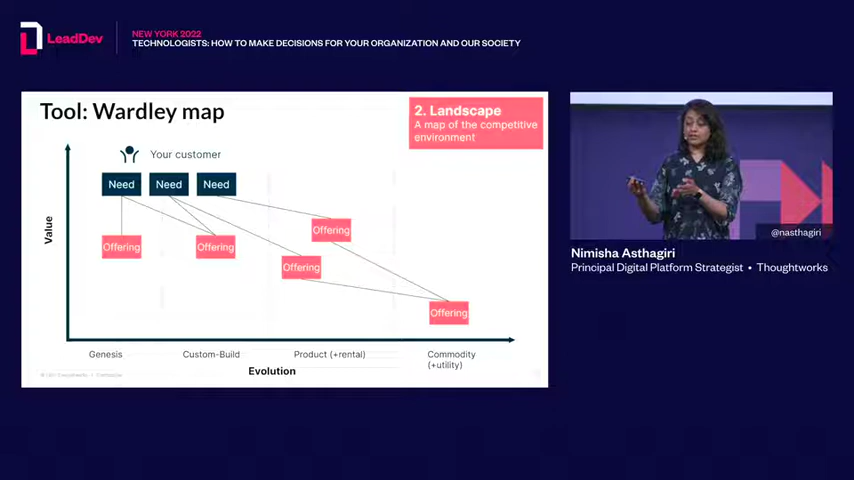 LeadDev
NEW YORK 2022
TECHNOLOGISTS: HOW TO MAKE DECISIONS FOR YOUR ORGANIZATION AND OUR SOCIETY
Tool: Wardley map
2. Landscape
A map of the competitive
environment
Your customer
Need Need Need
Value
Offering
Offering
Offering
Offering
Offering
Genesis Custom-Build Product (+rental) Commodity
(+utility)
Evolution
@nasthagiri
Nimisha Asthagiri
Principal Digital Platform Strategist • Thoughtworks